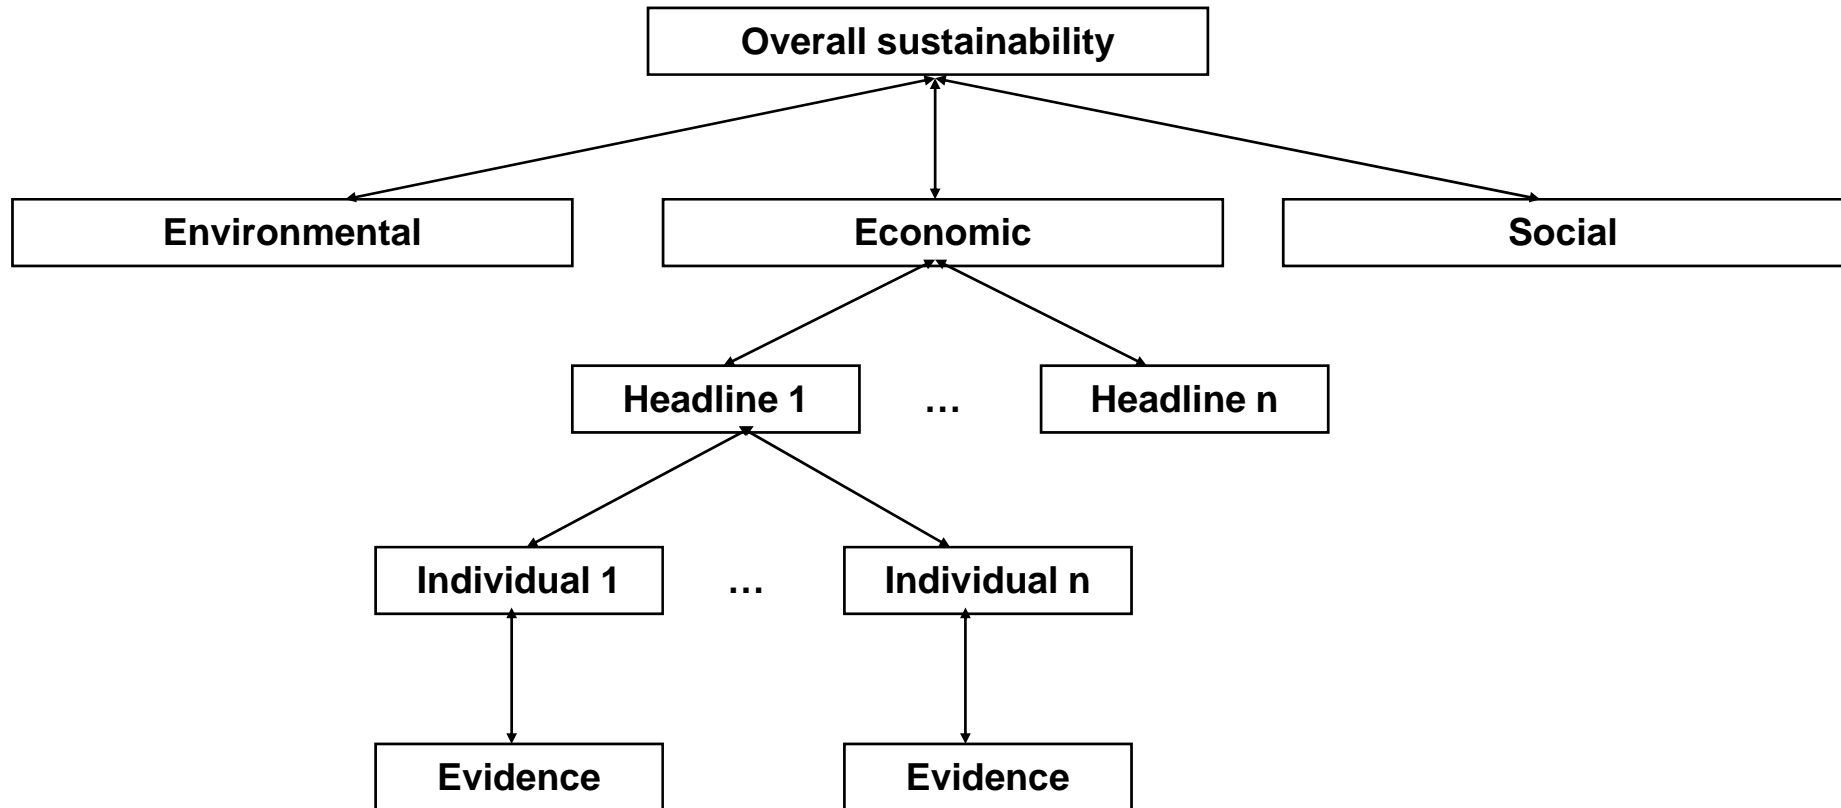 Overall sustainability
Environmental
Economic
Social
Headline 1
...
Headline n
Individual 1
...
Individual n
Evidence
Evidence